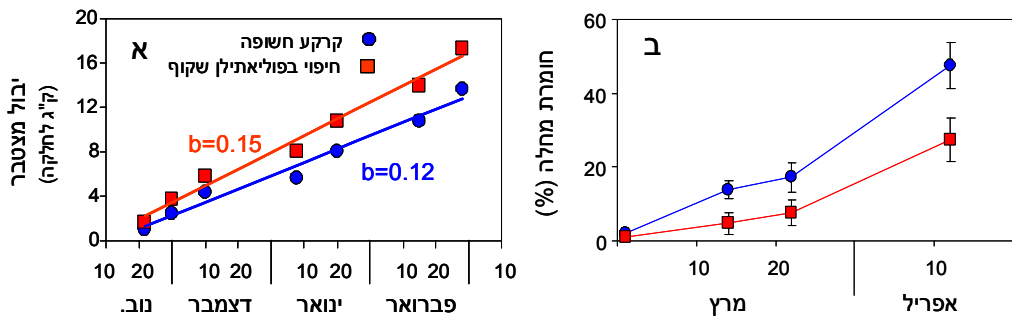 א
קרקע חשופה
חיפוי בפוליאתילן שקוף
יבול מצטבר
(ק"ג לחלקה)
20
16
12
8
4
0
b=0.15
b=0.12
10 20 10 20 10 20 10 20 10
נוב. דצמבר ינואר פברואר
ב
חומרת מחלה (%)
60
40
20
0
10 20 10
מרץ אפריל